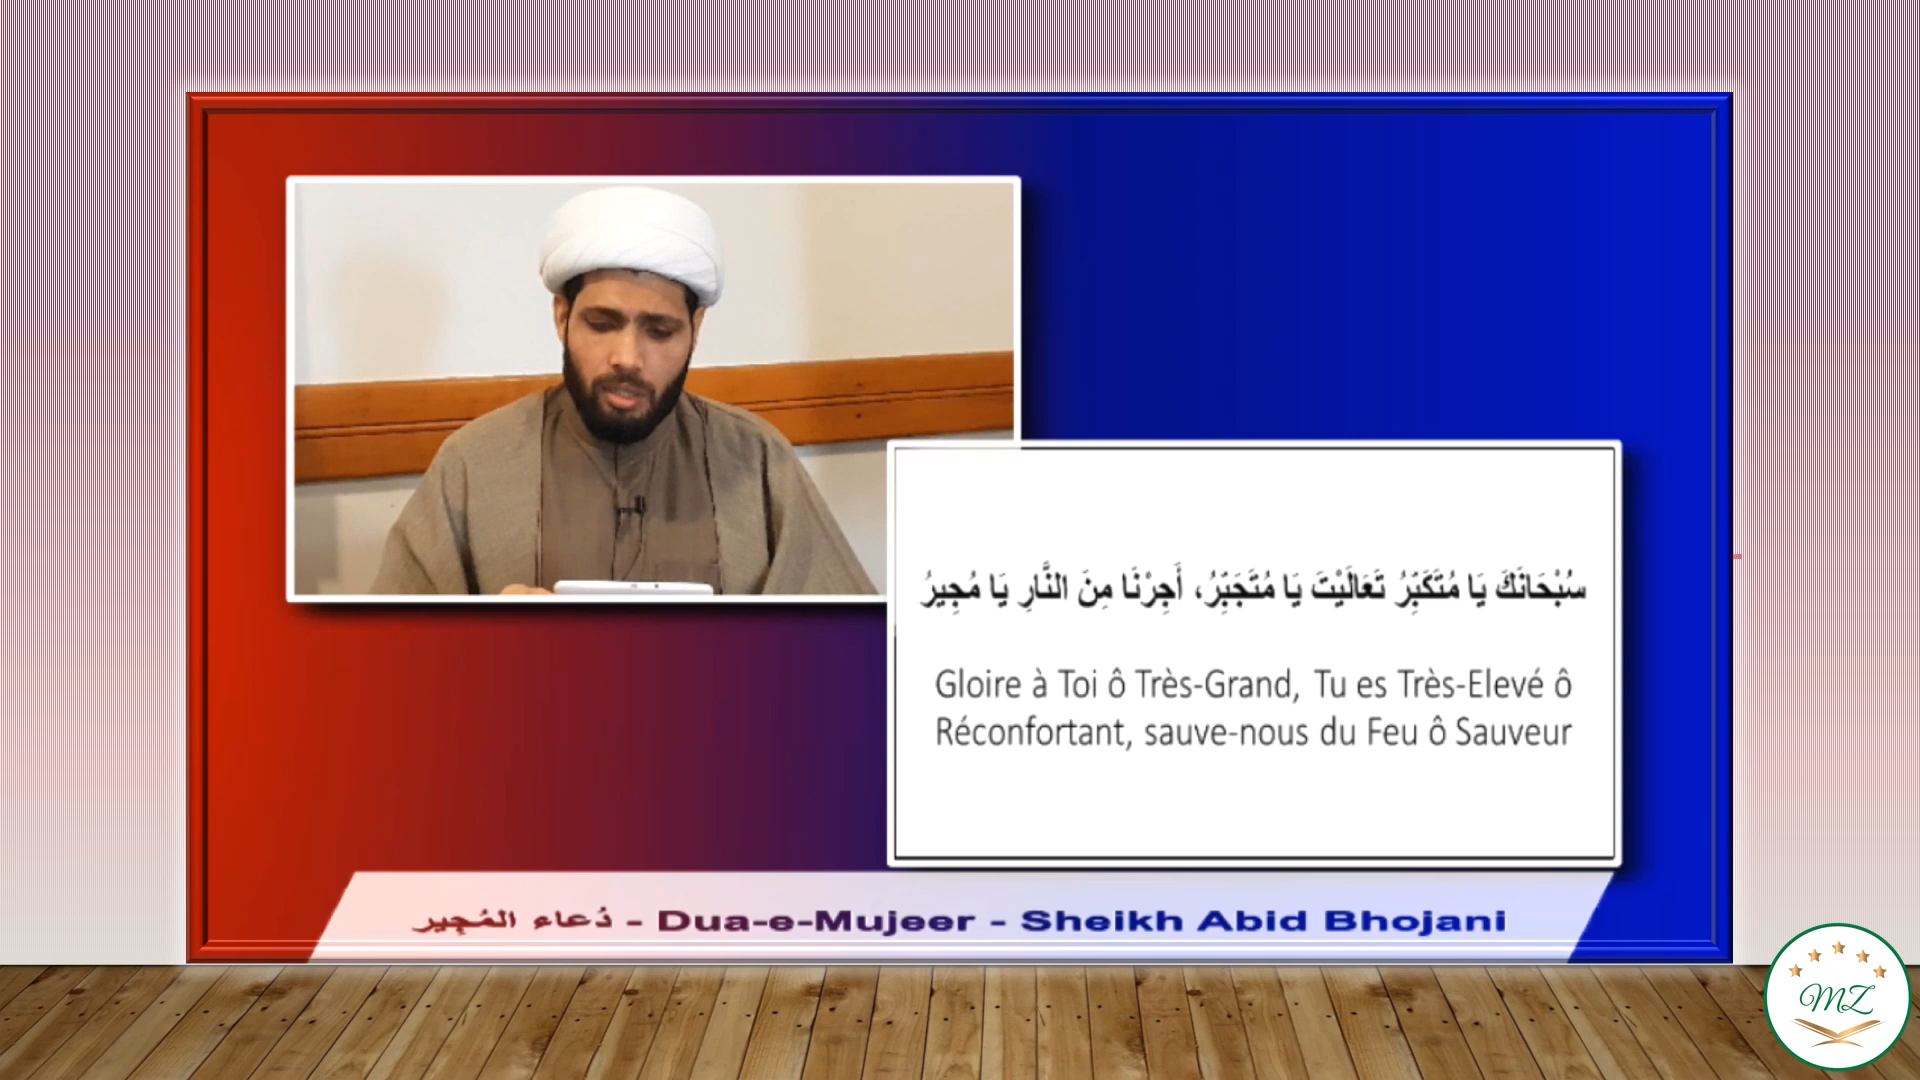 سُبْحَانَكَ يَا مُتَكَبِّرُ تَعَالَيْتَ يَا مُتَجَبِّرُ، أَجِرْنَا مِنَ النَّارِ يَا مُجِيرُ
Gloire à Toi ô Très-Grand, Tu es Très-Elevé ô
Réconfortant, sauve-nous du Feu ô Sauveur
دُعاء المُجِير - Dua-e-Mujeer - Sheikh Abid Bhojani
MZ